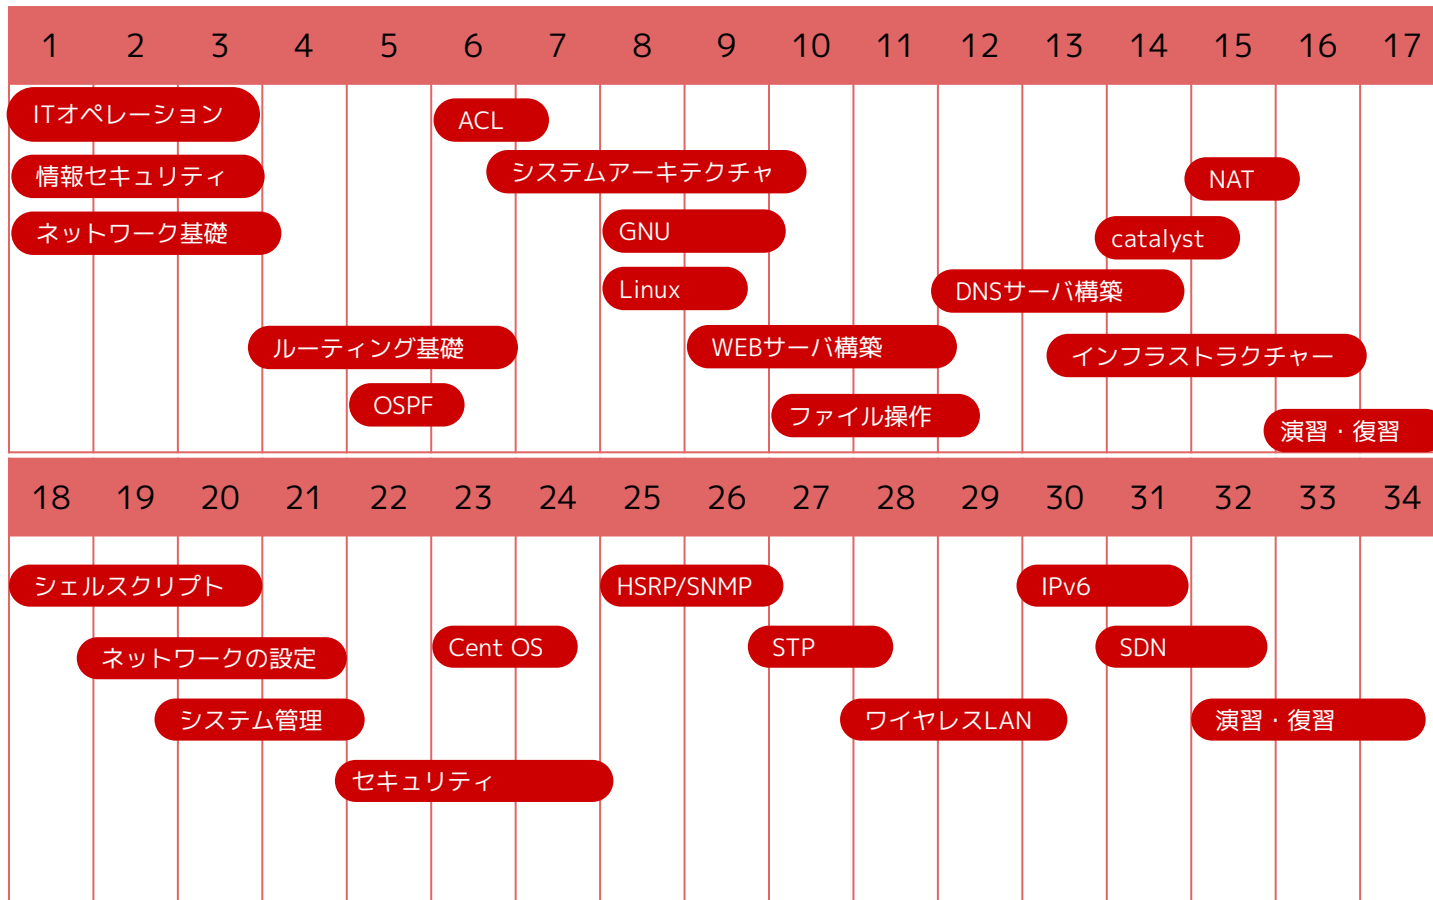 1 2 3 4 5 6 7 8 9 10 11 12 13 14 15 16 17
ITオペレーション
ACL
システムアーキテクチャ
情報セキュリティ
NAT
ネットワーク基礎
GNU
catalyst
Linux
DNSサーバ構築
ルーティング基礎
WEBサーバ構築
インフラストラクチャー
OSPF
ファイル操作
演習・復習
18 19 20 21 22 23 24 25 26 27 28 29 30 31 32 33 34
シェルスクリプト
HSRP/SNMP
IPv6
ネットワークの設定
Cent OS
STP
SDN
システム管理
ワイヤレスLAN
演習・復習
セキュリティ